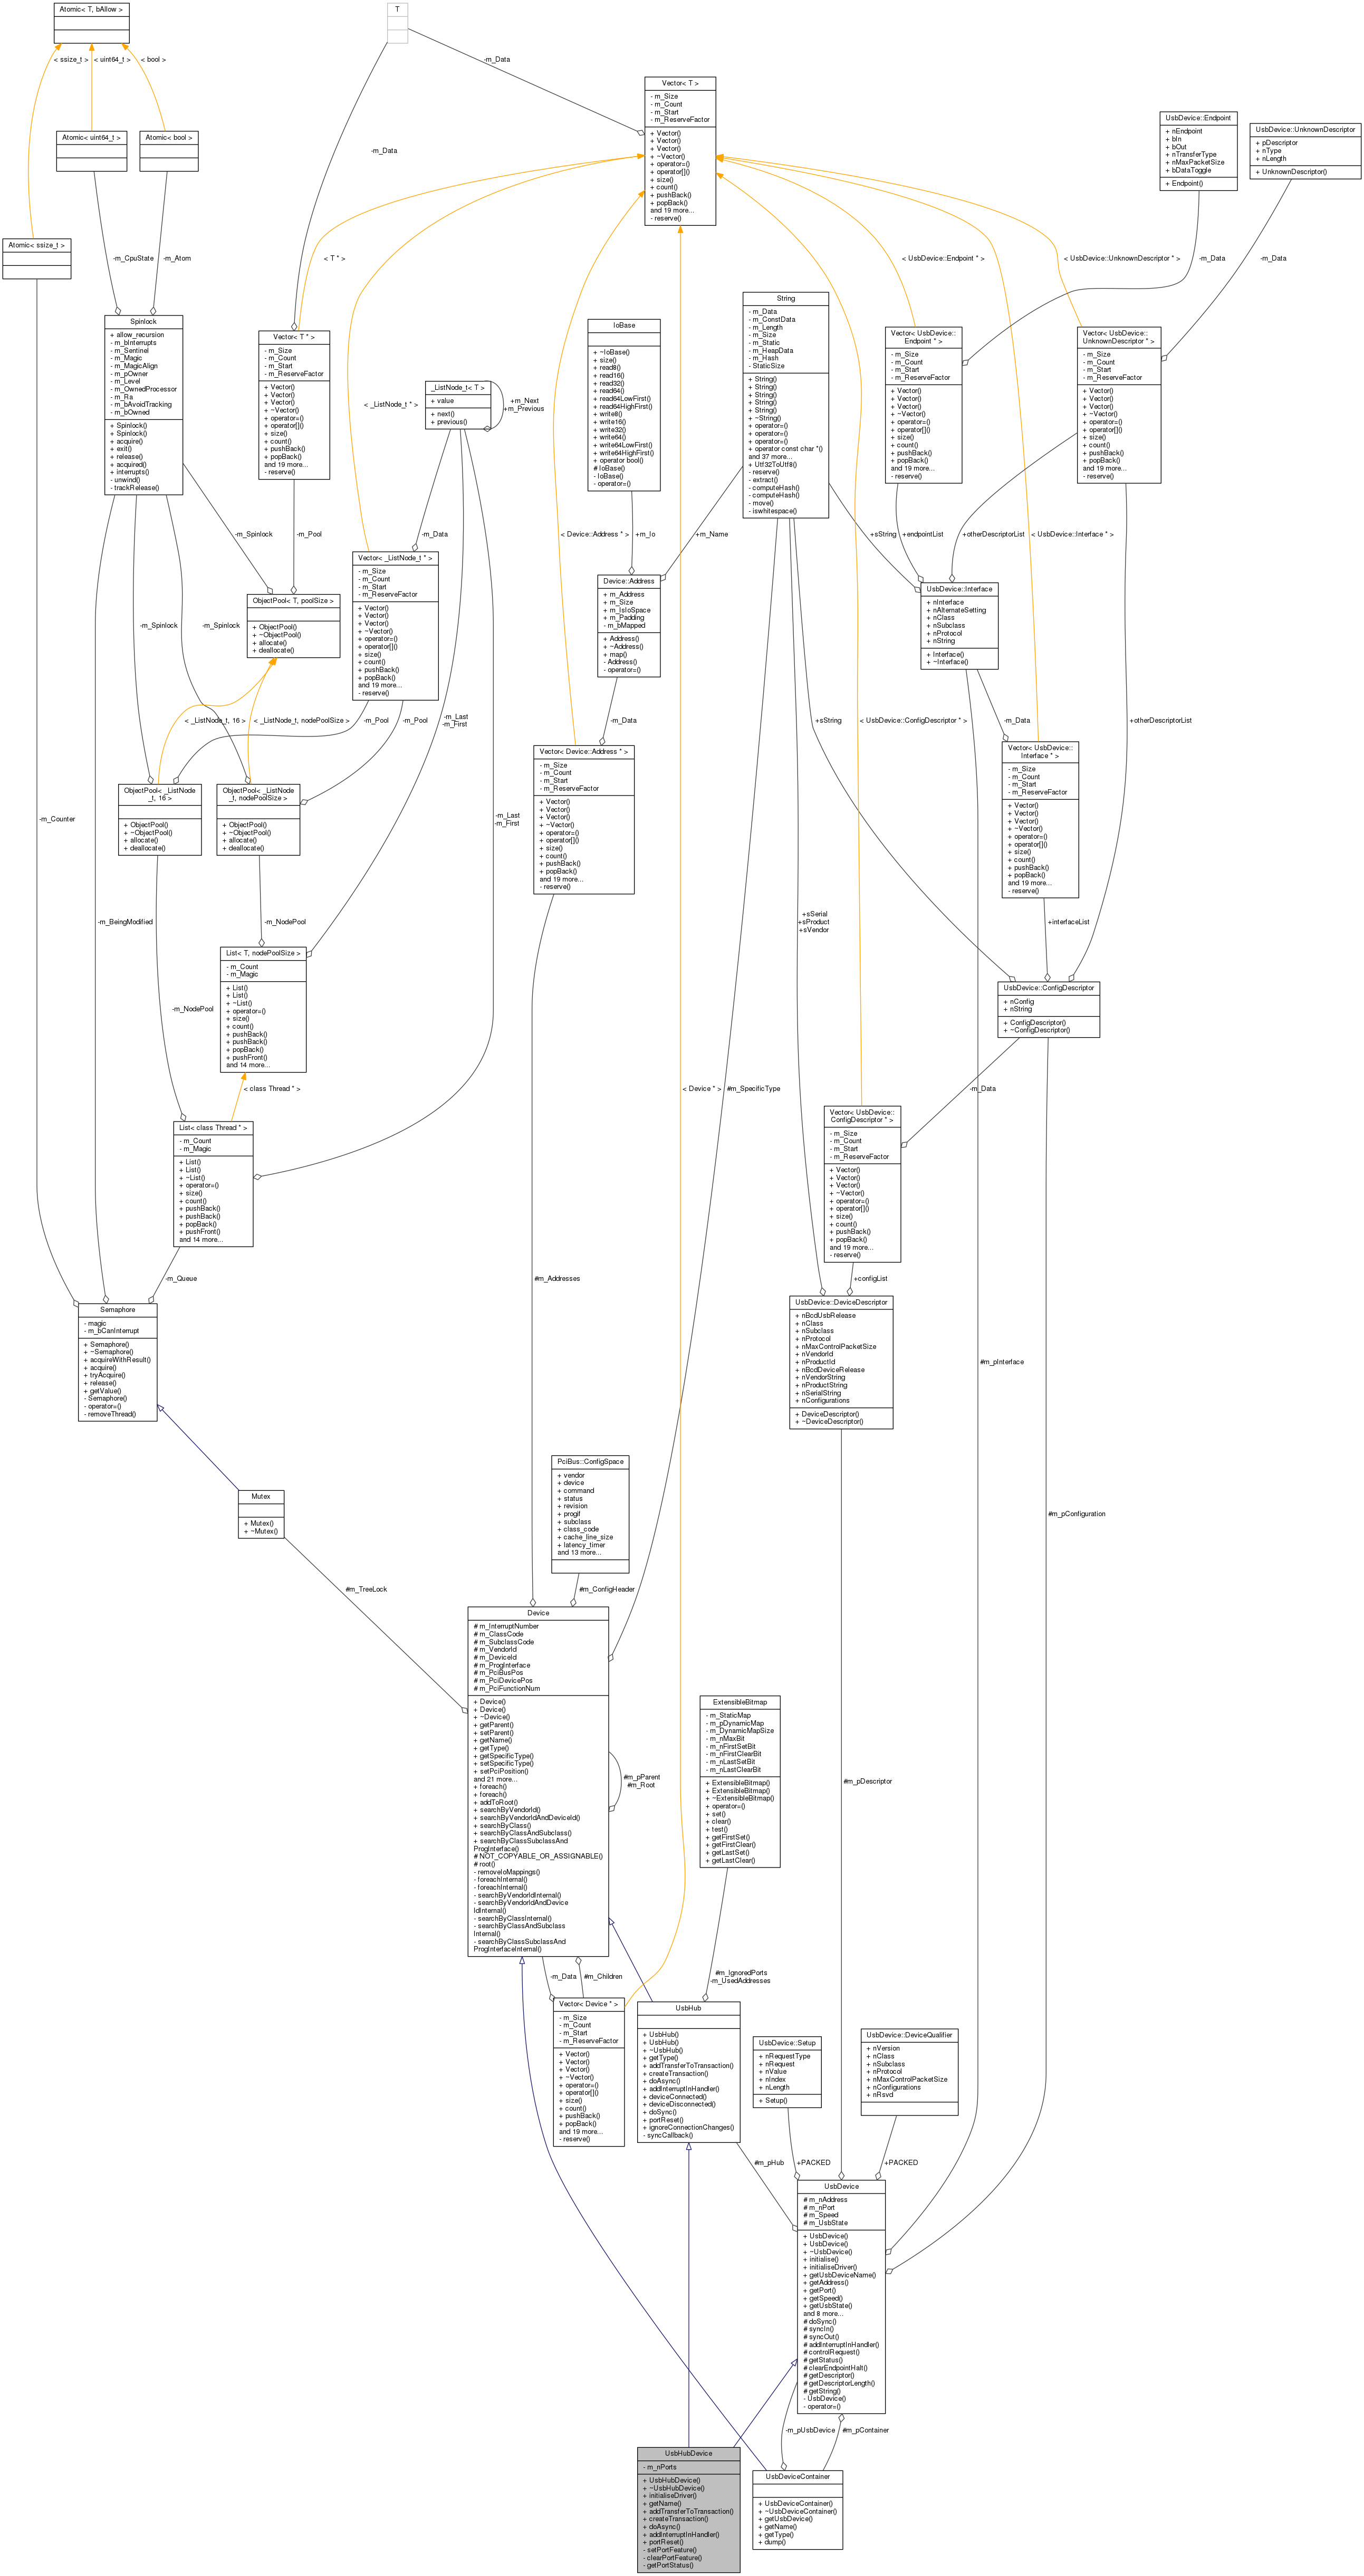 Atomic< T, bAllow >
T
< ssize_t >
< uint64_t >
< bool >
-m_Data
Vector< T >
- m_Size
- m_Count
- m_Start
- m_ReserveFactor
+ Vector()
+ Vector()
+ Vector()
+ ~Vector()
+ operator=()
+ operator[]()
+ size()
+ count()
+ pushBack()
+ popBack()
and 19 more...
- reserve()
UsbDevice::Endpoint
+ nEndpoint
+ bIn
+ bOut
+ nTransferType
+ nMaxPacketSize
+ bDataToggle
+ Endpoint()
UsbDevice::UnknownDescriptor
+ pDescriptor
+ nType
+ nLength
+ UnknownDescriptor()
Atomic< uint64_t >
Atomic< bool >
-m_Data
Atomic< ssize_t >
-m_CpuState
-m_Atom
< T * >
< UsbDevice::Endpoint * >
-m_Data
< UsbDevice::UnknownDescriptor * >
-m_Data
Spinlock
+ allow_recursion
- m_bInterrupts
- m_Sentinel
- m_Magic
- m_MagicAlign
- m_pOwner
- m_Level
- m_OwnedProcessor
- m_Ra
- m_bAvoidTracking
- m_bOwned
+ Spinlock()
+ Spinlock()
+ acquire()
+ exit()
+ release()
+ acquired()
+ interrupts()
- unwind()
- trackRelease()
Vector< T * >
- m_Size
- m_Count
- m_Start
- m_ReserveFactor
+ Vector()
+ Vector()
+ Vector()
+ ~Vector()
+ operator=()
+ operator[]()
+ size()
+ count()
+ pushBack()
+ popBack()
and 19 more...
- reserve()
< _ListNode_t * >
_ListNode_t< T >
+ value
+ next()
+ previous()
+m_Next
+m_Previous
IoBase
+ ~IoBase()
+ size()
+ read8()
+ read16()
+ read32()
+ read64()
+ read64LowFirst()
+ read64HighFirst()
+ write8()
+ write16()
+ write32()
+ write64()
+ write64LowFirst()
+ write64HighFirst()
+ operator bool()
# IoBase()
- IoBase()
- operator=()
String
- m_Data
- m_ConstData
- m_Length
- m_Size
- m_Static
- m_HeapData
- m_Hash
- StaticSize
+ String()
+ String()
+ String()
+ String()
+ String()
+ ~String()
+ operator=()
+ operator=()
+ operator=()
+ operator const char *()
and 37 more...
+ Utf32ToUtf8()
- reserve()
- extract()
- computeHash()
- computeHash()
- move()
- iswhitespace()
Vector< UsbDevice::
Endpoint * >
- m_Size
- m_Count
- m_Start
- m_ReserveFactor
+ Vector()
+ Vector()
+ Vector()
+ ~Vector()
+ operator=()
+ operator[]()
+ size()
+ count()
+ pushBack()
+ popBack()
and 19 more...
- reserve()
Vector< UsbDevice::
UnknownDescriptor * >
- m_Size
- m_Count
- m_Start
- m_ReserveFactor
+ Vector()
+ Vector()
+ Vector()
+ ~Vector()
+ operator=()
+ operator[]()
+ size()
+ count()
+ pushBack()
+ popBack()
and 19 more...
- reserve()
-m_Spinlock
-m_Pool
-m_Data
< Device::Address * >
+m_Io
+m_Name
+sString
+endpointList
+otherDescriptorList
< UsbDevice::Interface * >
Vector< _ListNode_t * >
- m_Size
- m_Count
- m_Start
- m_ReserveFactor
+ Vector()
+ Vector()
+ Vector()
+ ~Vector()
+ operator=()
+ operator[]()
+ size()
+ count()
+ pushBack()
+ popBack()
and 19 more...
- reserve()
ObjectPool< T, poolSize >
+ ObjectPool()
+ ~ObjectPool()
+ allocate()
+ deallocate()
Device::Address
+ m_Address
+ m_Size
+ m_IsIoSpace
+ m_Padding
- m_bMapped
+ Address()
+ ~Address()
+ map()
- Address()
- operator=()
UsbDevice::Interface
+ nInterface
+ nAlternateSetting
+ nClass
+ nSubclass
+ nProtocol
+ nString
+ Interface()
+ ~Interface()
-m_Spinlock
-m_Spinlock
< _ListNode_t, 16 >
< _ListNode_t, nodePoolSize >
-m_Pool
-m_Pool
-m_Last
-m_First
-m_Data
+sString
< UsbDevice::ConfigDescriptor * >
-m_Data
+otherDescriptorList
Vector< Device::Address * >
- m_Size
- m_Count
- m_Start
- m_ReserveFactor
+ Vector()
+ Vector()
+ Vector()
+ ~Vector()
+ operator=()
+ operator[]()
+ size()
+ count()
+ pushBack()
+ popBack()
and 19 more...
- reserve()
Vector< UsbDevice::
Interface * >
- m_Size
- m_Count
- m_Start
- m_ReserveFactor
+ Vector()
+ Vector()
+ Vector()
+ ~Vector()
+ operator=()
+ operator[]()
+ size()
+ count()
+ pushBack()
+ popBack()
and 19 more...
- reserve()
ObjectPool< _ListNode
_t, 16 >
+ ObjectPool()
+ ~ObjectPool()
+ allocate()
+ deallocate()
ObjectPool< _ListNode
_t, nodePoolSize >
+ ObjectPool()
+ ~ObjectPool()
+ allocate()
+ deallocate()
-m_Counter
-m_Last
-m_First
-m_BeingModified
-m_NodePool
+sSerial
+sProduct
+sVendor
+interfaceList
List< T, nodePoolSize >
- m_Count
- m_Magic
+ List()
+ List()
+ ~List()
+ operator=()
+ size()
+ count()
+ pushBack()
+ pushBack()
+ popBack()
+ pushFront()
and 14 more...
-m_NodePool
UsbDevice::ConfigDescriptor
+ nConfig
+ nString
+ ConfigDescriptor()
+ ~ConfigDescriptor()
< class Thread * >
< Device * >
#m_SpecificType
-m_Data
List< class Thread * >
- m_Count
- m_Magic
+ List()
+ List()
+ ~List()
+ operator=()
+ size()
+ count()
+ pushBack()
+ pushBack()
+ popBack()
+ pushFront()
and 14 more...
Vector< UsbDevice::
ConfigDescriptor * >
- m_Size
- m_Count
- m_Start
- m_ReserveFactor
+ Vector()
+ Vector()
+ Vector()
+ ~Vector()
+ operator=()
+ operator[]()
+ size()
+ count()
+ pushBack()
+ popBack()
and 19 more...
- reserve()
-m_Queue
#m_Addresses
+configList
Semaphore
- magic
- m_bCanInterrupt
+ Semaphore()
+ ~Semaphore()
+ acquireWithResult()
+ acquire()
+ tryAcquire()
+ release()
+ getValue()
- Semaphore()
- operator=()
- removeThread()
UsbDevice::DeviceDescriptor
+ nBcdUsbRelease
+ nClass
+ nSubclass
+ nProtocol
+ nMaxControlPacketSize
+ nVendorId
+ nProductId
+ nBcdDeviceRelease
+ nVendorString
+ nProductString
+ nSerialString
+ nConfigurations
+ DeviceDescriptor()
+ ~DeviceDescriptor()
#m_pInterface
PciBus::ConfigSpace
+ vendor
+ device
+ command
+ status
+ revision
+ progif
+ subclass
+ class_code
+ cache_line_size
+ latency_timer
and 13 more...
Mutex
+ Mutex()
+ ~Mutex()
#m_pConfiguration
#m_TreeLock
#m_ConfigHeader
Device
# m_InterruptNumber
# m_ClassCode
# m_SubclassCode
# m_VendorId
# m_DeviceId
# m_ProgInterface
# m_PciBusPos
# m_PciDevicePos
# m_PciFunctionNum
+ Device()
+ Device()
+ ~Device()
+ getParent()
+ setParent()
+ getName()
+ getType()
+ getSpecificType()
+ setSpecificType()
+ setPciPosition()
and 21 more...
+ foreach()
+ foreach()
+ addToRoot()
+ searchByVendorId()
+ searchByVendorIdAndDeviceId()
+ searchByClass()
+ searchByClassAndSubclass()
+ searchByClassSubclassAnd
ProgInterface()
# NOT_COPYABLE_OR_ASSIGNABLE()
# root()
- removeIoMappings()
- foreachInternal()
- foreachInternal()
- searchByVendorIdInternal()
- searchByVendorIdAndDevice
IdInternal()
- searchByClassInternal()
- searchByClassAndSubclass
Internal()
- searchByClassSubclassAnd
ProgInterfaceInternal()
#m_pParent
#m_Root
ExtensibleBitmap
- m_StaticMap
- m_pDynamicMap
- m_DynamicMapSize
- m_nMaxBit
- m_nFirstSetBit
- m_nFirstClearBit
- m_nLastSetBit
- m_nLastClearBit
+ ExtensibleBitmap()
+ ExtensibleBitmap()
+ ~ExtensibleBitmap()
+ operator=()
+ set()
+ clear()
+ test()
+ getFirstSet()
+ getFirstClear()
+ getLastSet()
+ getLastClear()
#m_pDescriptor
-m_Data
#m_Children
#m_IgnoredPorts
-m_UsedAddresses
Vector< Device * >
- m_Size
- m_Count
- m_Start
- m_ReserveFactor
+ Vector()
+ Vector()
+ Vector()
+ ~Vector()
+ operator=()
+ operator[]()
+ size()
+ count()
+ pushBack()
+ popBack()
and 19 more...
- reserve()
UsbHub
+ UsbHub()
+ UsbHub()
+ ~UsbHub()
+ getType()
+ addTransferToTransaction()
+ createTransaction()
+ doAsync()
+ addInterruptInHandler()
+ deviceConnected()
+ deviceDisconnected()
+ doSync()
+ portReset()
+ ignoreConnectionChanges()
- syncCallback()
UsbDevice::Setup
+ nRequestType
+ nRequest
+ nValue
+ nIndex
+ nLength
+ Setup()
UsbDevice::DeviceQualifier
+ nVersion
+ nClass
+ nSubclass
+ nProtocol
+ nMaxControlPacketSize
+ nConfigurations
+ nRsvd
#m_pHub
+PACKED
+PACKED
UsbDevice
# m_nAddress
# m_nPort
# m_Speed
# m_UsbState
+ UsbDevice()
+ UsbDevice()
+ ~UsbDevice()
+ initialise()
+ initialiseDriver()
+ getUsbDeviceName()
+ getAddress()
+ getPort()
+ getSpeed()
+ getUsbState()
and 8 more...
# doSync()
# syncIn()
# syncOut()
# addInterruptInHandler()
# controlRequest()
# getStatus()
# clearEndpointHalt()
# getDescriptor()
# getDescriptorLength()
# getString()
- UsbDevice()
- operator=()
-m_pUsbDevice
#m_pContainer
UsbHubDevice
- m_nPorts
+ UsbHubDevice()
+ ~UsbHubDevice()
+ initialiseDriver()
+ getName()
+ addTransferToTransaction()
+ createTransaction()
+ doAsync()
+ addInterruptInHandler()
+ portReset()
- setPortFeature()
- clearPortFeature()
- getPortStatus()
UsbDeviceContainer
+ UsbDeviceContainer()
+ ~UsbDeviceContainer()
+ getUsbDevice()
+ getName()
+ getType()
+ dump()